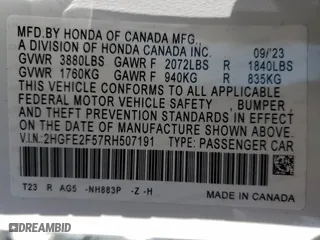 MFD.BY HONDA OF CANADA MFG.,
A DIVISION OF HONDA CANADA INC. 09/'23
GVWR 3880LBS GAWR F 2072LBS R 1840LBS
GVWR 1760KG GAWR F 940KG R 835KG
THIS VEHICLE CONFORMS TO ALL APPLICABLE
FEDERAL MOTOR VEHICLE SAFETY, BUMPER, AND
THEFT PREVENTION STANDARDS IN EFFECT ON
THE DATE OF MANUFACTURE SHOWN ABOVE.
V.I.N.:2HGFE2F57RH507191 TYPE:PASSENGER CAR
T23 R AG5 -NH883P -Z -H
MADE IN CANADA
RIDERSAFE